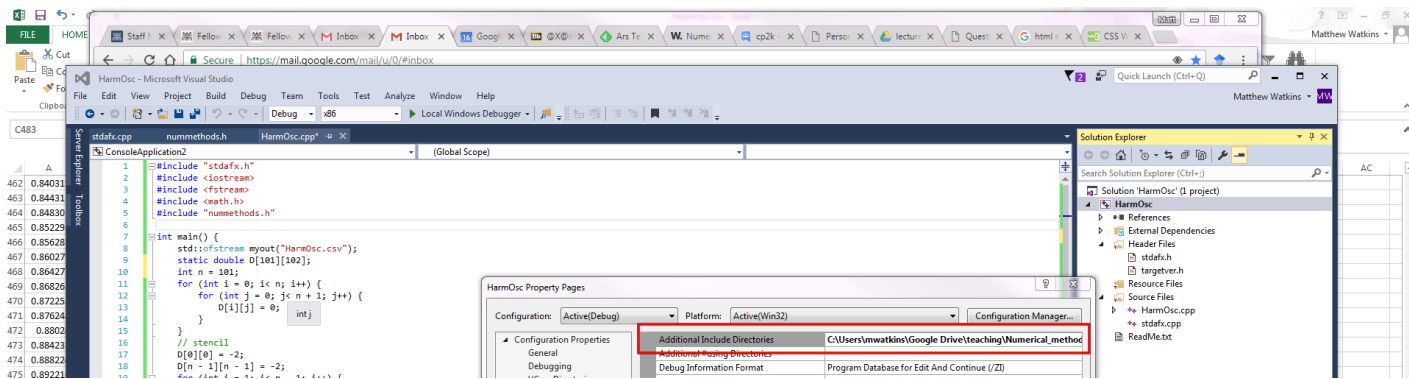 FILE HOME
Matthew Watkins
Matt
Staff Fellow Fellow Inbox Inbox Googl @X@ Ars Te W. Nume cp2k - Person lecture Quest html n CSS W
Secure https://mail.google.com/mail/u/0/#inbox
Cut
Paste
HarmOsc - Microsoft Visual Studio
2 Quick Launch (Ctrl+Q)
File Edit View Project Build Debug Team Tools Test Analyze Window Help
Matthew Watkins MW
Debug x86 Local Windows Debugger
C483
Server Explorer
Toolbox
stdafx.cpp nummethods.h HarmOsc.cpp*
ConsoleApplication2 (Global Scope)
A
462 0.84031
463 0.84431
464 0.84830
465 0.85229
466 0.85628
467 0.86027
468 0.86427
469 0.86826
470 0.87225
471 0.87624
472 0.8802
473 0.88423
474 0.88822
475 0.89221
1 #include "stdafx.h"
2 #include <iostream>
3 #include <fstream>
4 #include <math.h>
5 #include "nummethods.h"
6
7 int main() {
8 std::ofstream myout("HarmOsc.csv");
9 static double D[101][102];
10 int n = 101;
11 for (int i = 0; i< n; i++) {
12 for (int j = 0; j< n + 1; j++) {
13 D[i][j] = 0;
int j
14 }
15 }
16 // stencil
17 D[0][0] = -2;
18 D[n - 1][n - 1] = -2;
HarmOsc Property Pages
Configuration: Active(Debug) Platform: Active(Win32) Configuration Manager...
Configuration Properties
General
Debugging
Additional Include Directories C:\Users\mwatkins\Google Drive\teaching\Numerical_method
Additional #using Directories
Debug Information Format Program Database for Edit And Continue (/ZI)
Solution Explorer
Search Solution Explorer (Ctrl+;)
Solution 'HarmOsc' (1 project)
HarmOsc
References
External Dependencies
Header Files
stdafx.h
targetver.h
Resource Files
Source Files
HarmOsc.cpp
stdafx.cpp
ReadMe.txt
AC